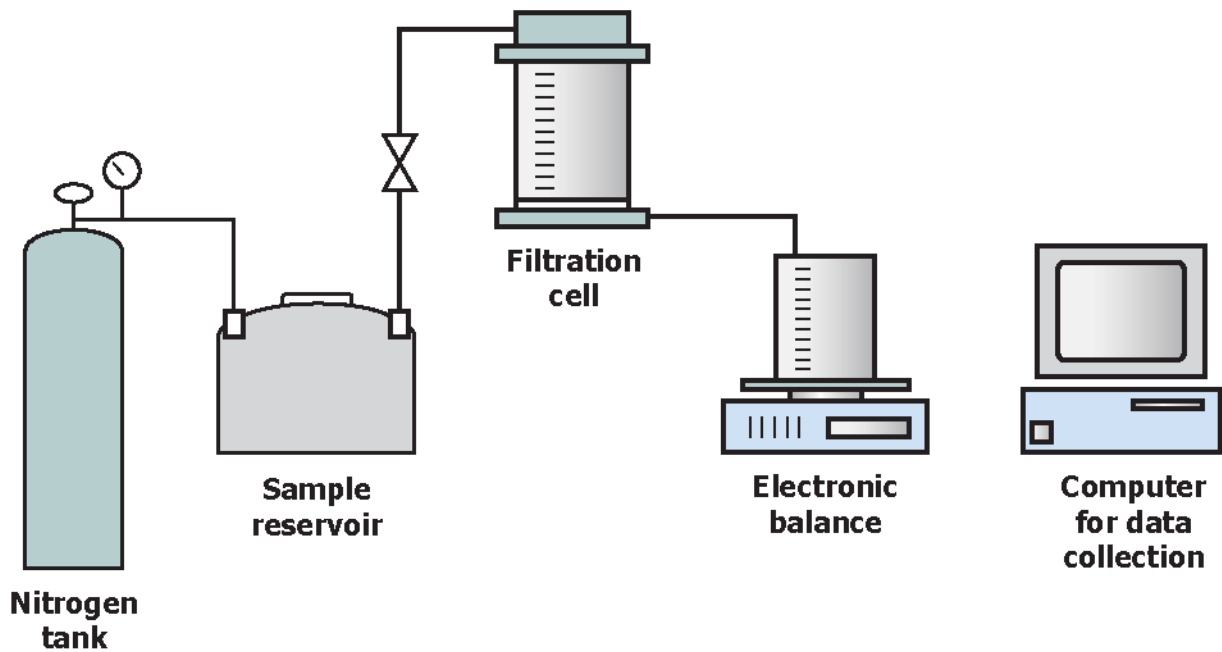 Filtration
cell
Sample
reservoir
Electronic
balance
Computer
for data
collection
Nitrogen
tank